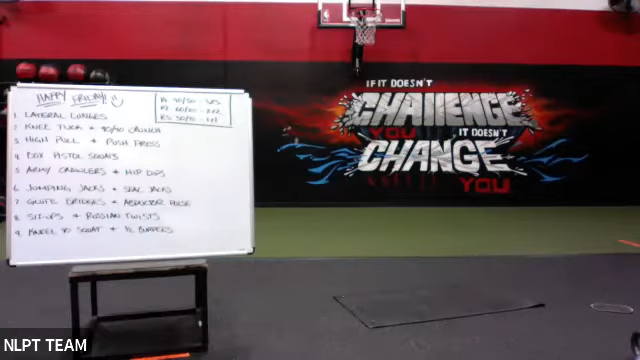 HAPPY FRIDAY! :)
1. LATERAL LUNGES
2. KNEE TUCK + 90/90 CRUNCH
3. HIGH PULL + PUSH PRESS
4. BOX PISTOL SQUATS
5. ARMY CRAWLERS + HIP DIPS
6. JUMPING JACKS + SEAL JACKS
7. GLUTE BRIDGES + ABDUCTOR PULSE
8. SIT-UPS + RUSSIAN TWISTS
9. KNEEL TO SQUAT + 1/2 BURPEES
IF IT DOESN'T
CHALLENGE
YOU IT DOESN'T
CHANGE
YOU
NLPT TEAM